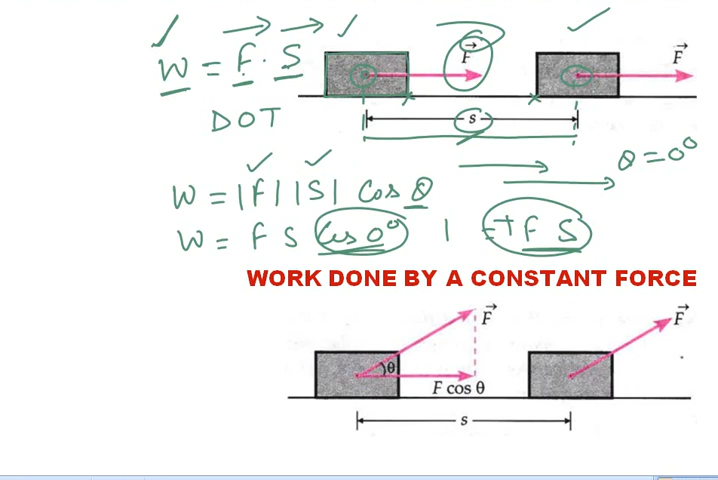 W = F⃗ . S⃗
F⃗
F⃗
DOT
s
θ = 0°
W = |F| |S| Cos θ
W = F S Cos 0° 1 = + F S
WORK DONE BY A CONSTANT FORCE
F⃗
F⃗
θ
F cos θ
s